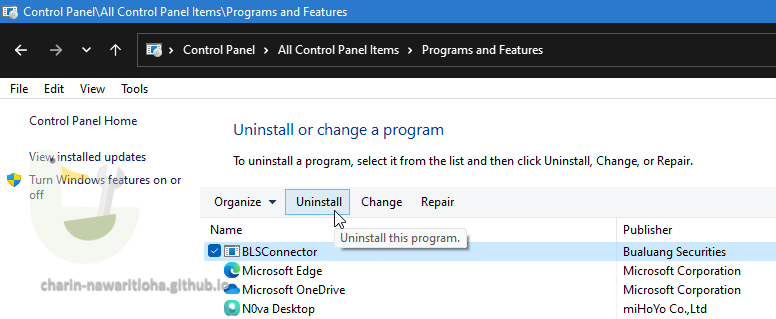 Control Panel\All Control Panel Items\Programs and Features
Control Panel All Control Panel Items Programs and Features
File Edit View Tools
Control Panel Home
View installed updates
Turn Windows features on or
off
Uninstall or change a program
To uninstall a program, select it from the list and then click Uninstall, Change, or Repair.
Organize Uninstall Change Repair
Uninstall this program.
Name Publisher
BLSConnector Bualuang Securities
Microsoft Edge Microsoft Corporation
Microsoft OneDrive Microsoft Corporation
N0va Desktop miHoYo Co.,Ltd
charin-nawaritloha.github.io